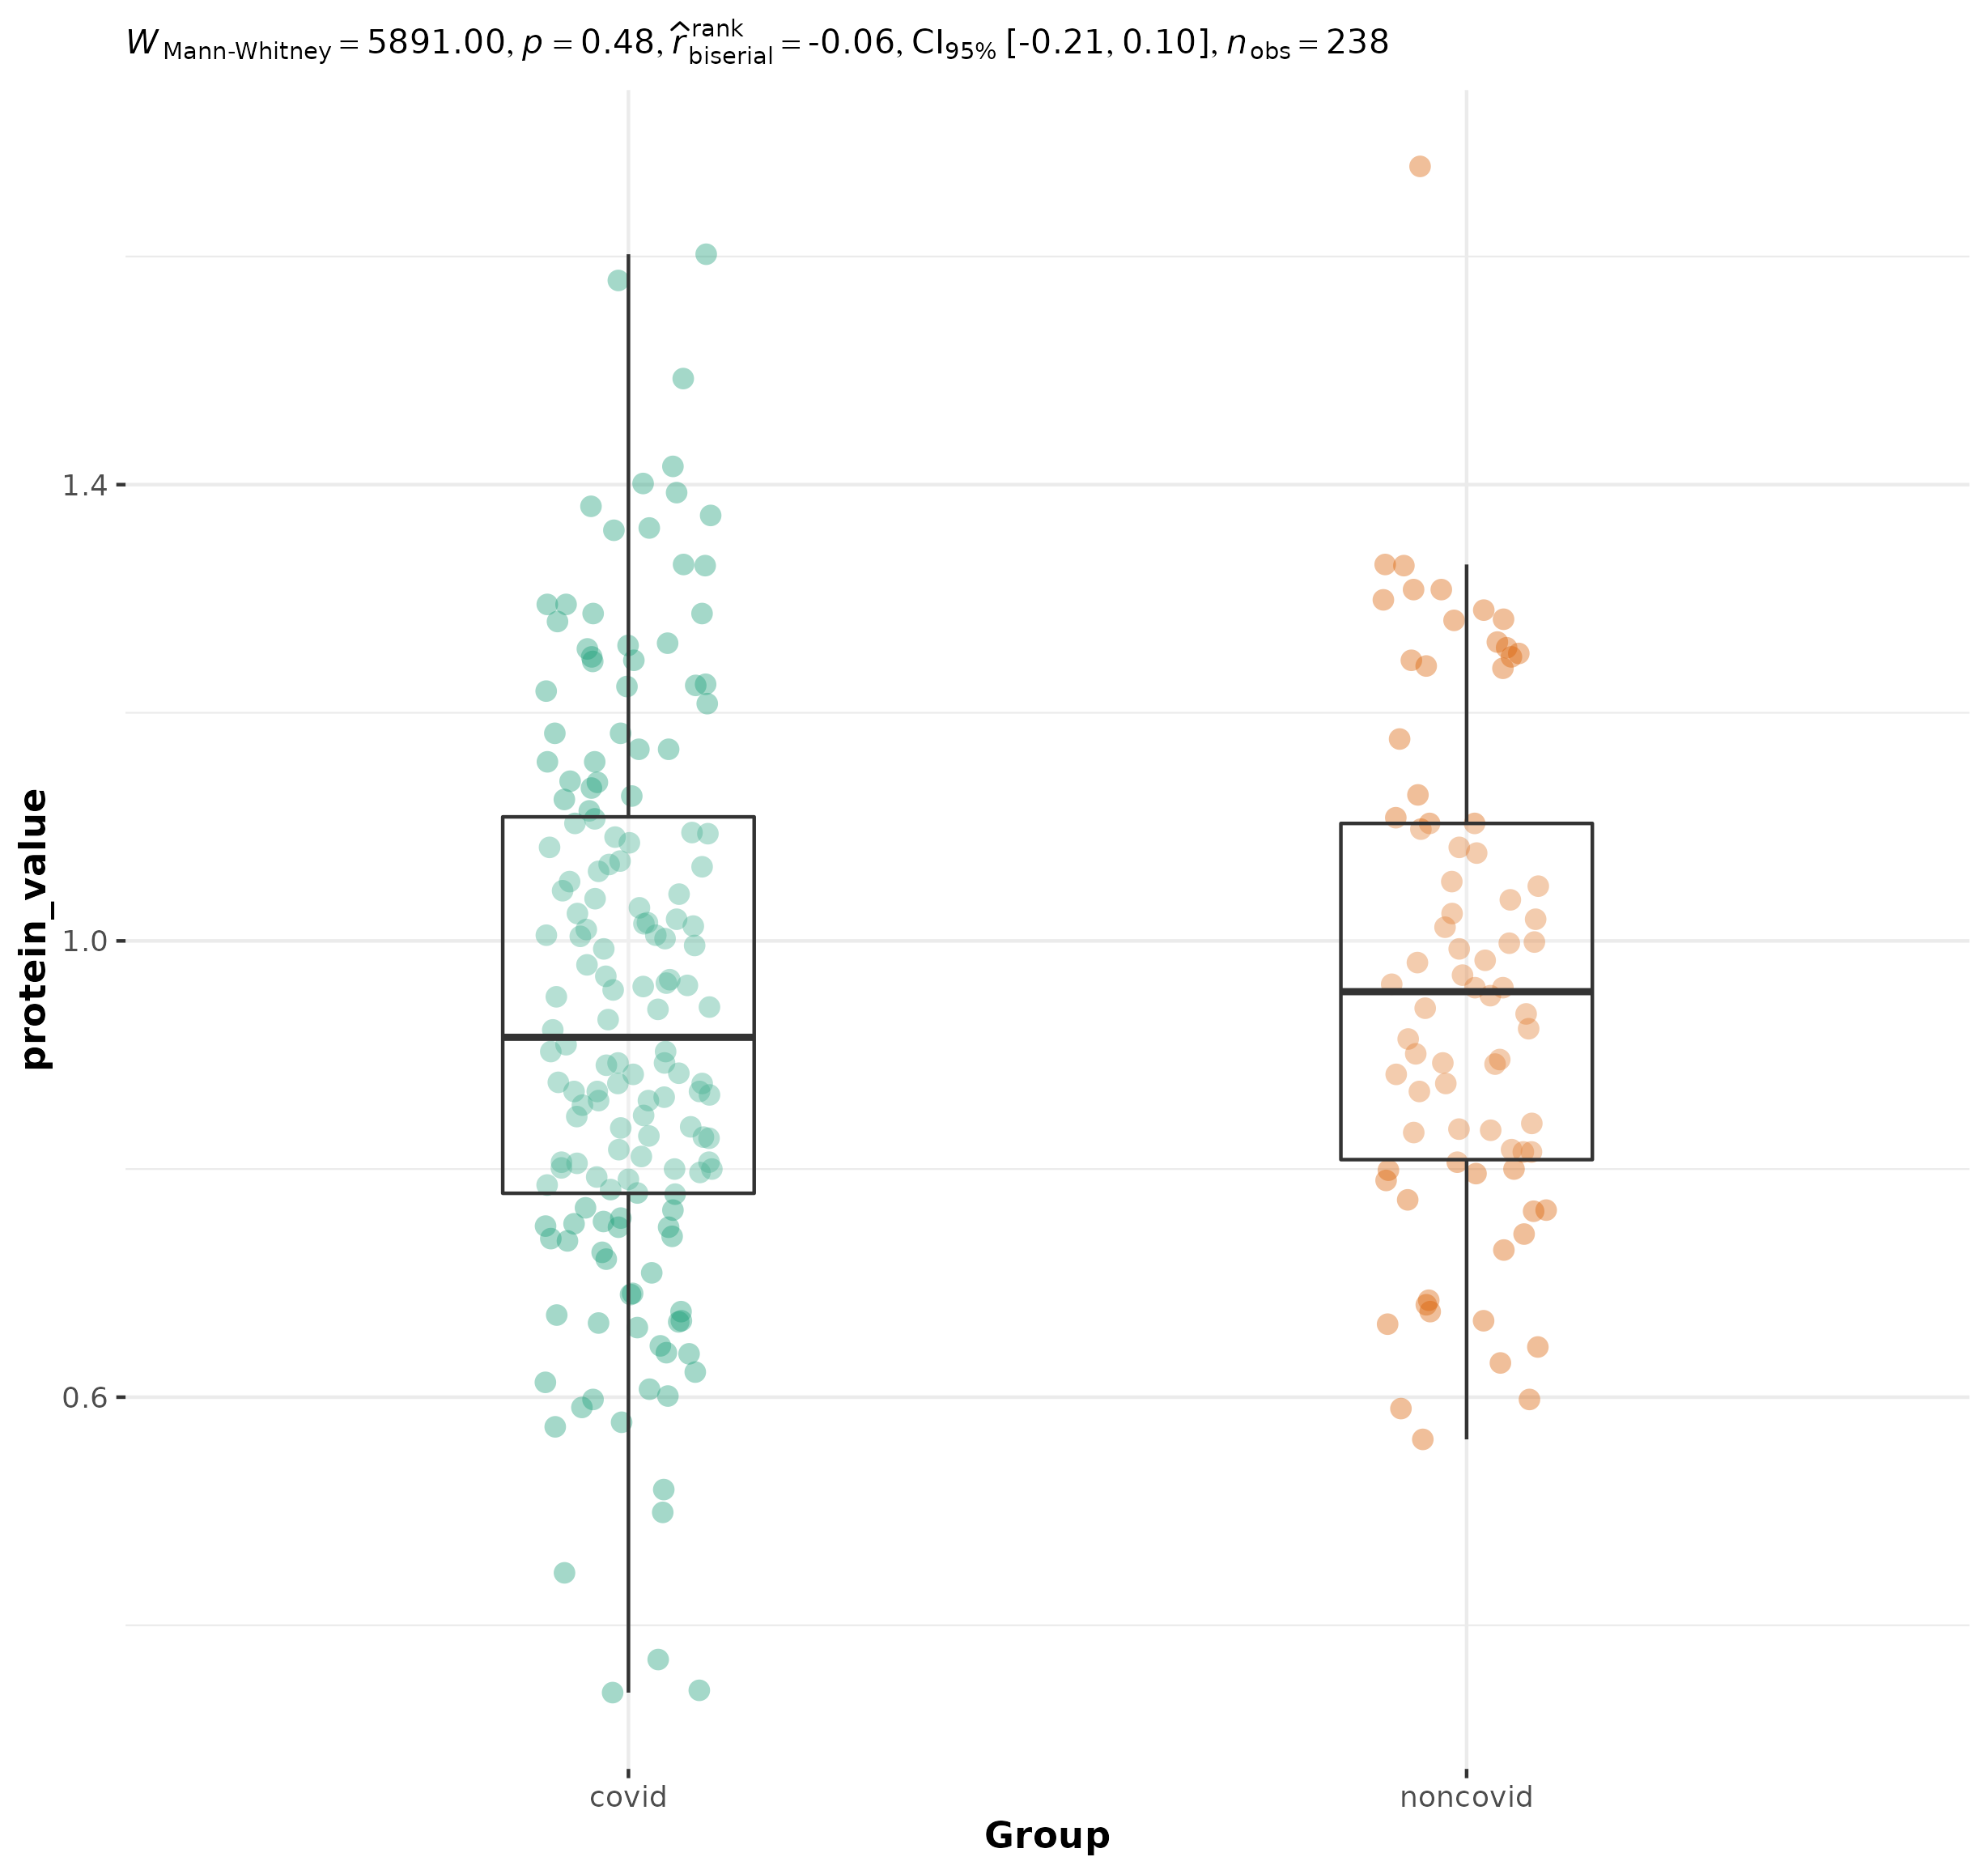 W Mann-Whitney = 5891.00, p = 0.48, r̂ rank biserial = -0.06, CI95% [-0.21, 0.10], nobs = 238
protein_value
1.4
1.0
0.6
covid noncovid
Group